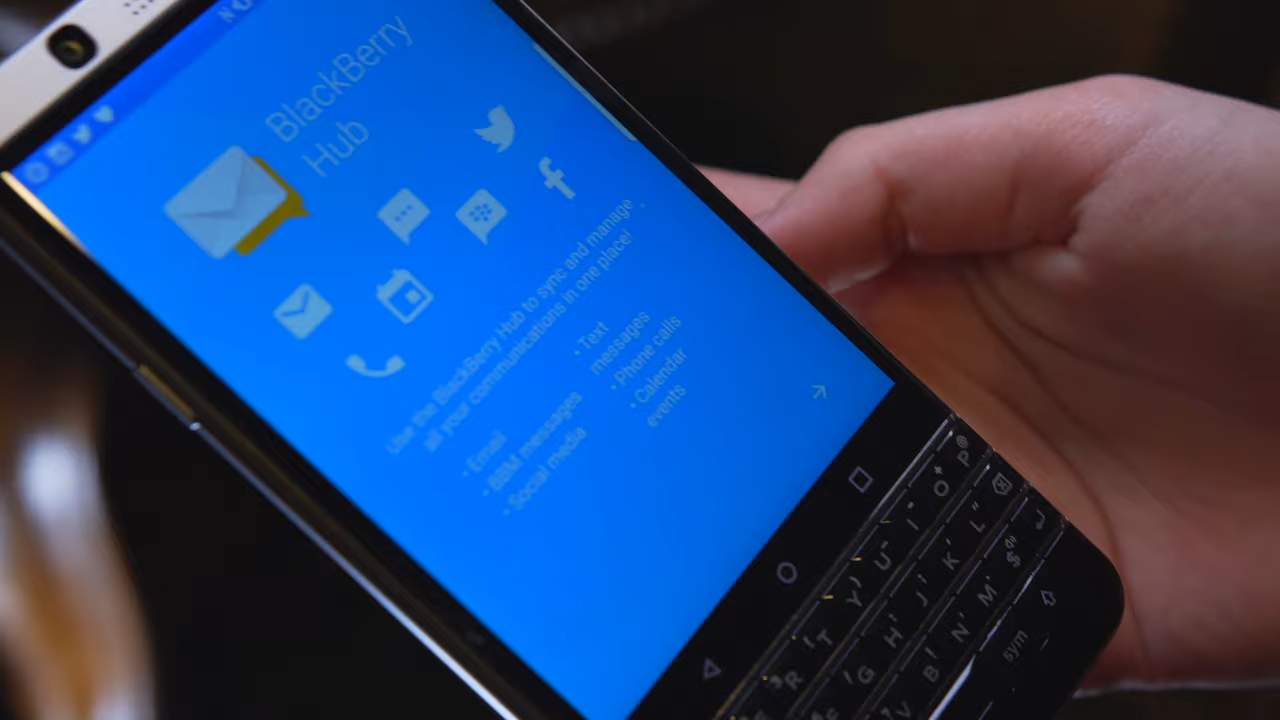 BlackBerry
Hub
Use the BlackBerry Hub to sync and manage
all your communications in one place!
• Email
• BBM messages
• Social media
• Text
messages
• Phone calls
• Calendar
events
P
O
I
U
Y
T
R
L
K
J
H
G
$
M
N
B
V
C
sym